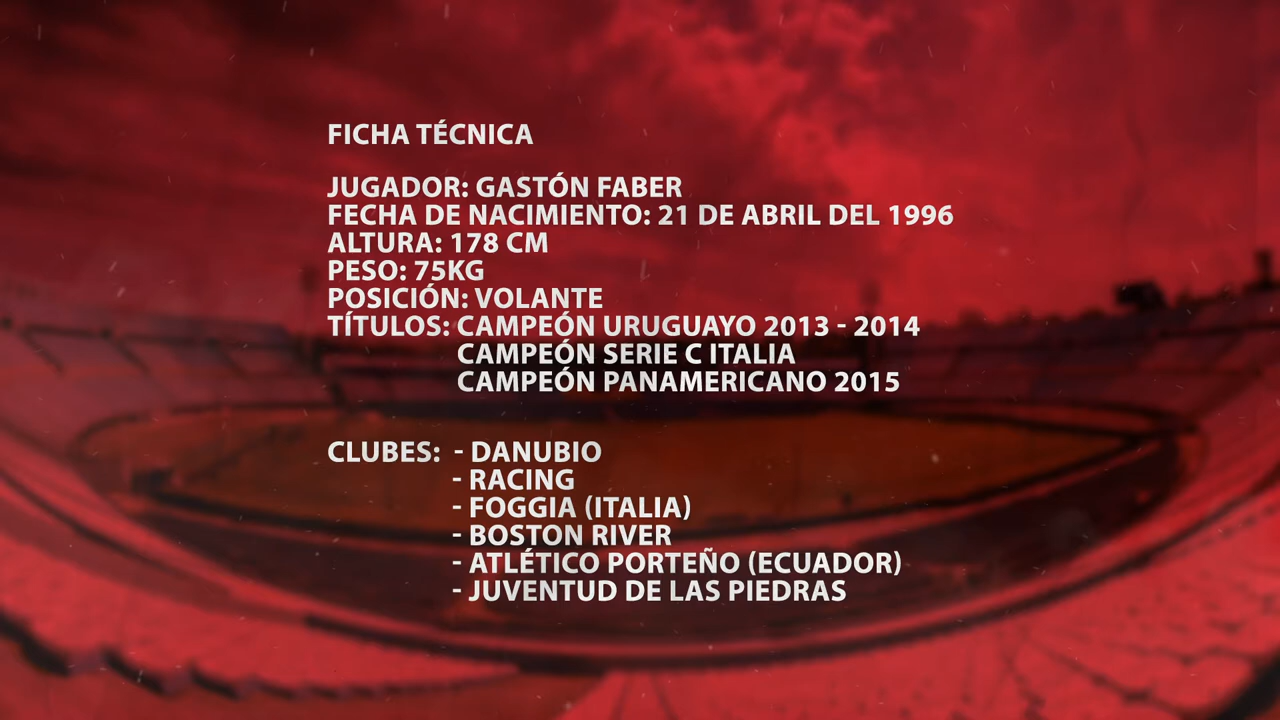 FICHA TÉCNICA
JUGADOR: GASTÓN FABER
FECHA DE NACIMIENTO: 21 DE ABRIL DEL 1996
ALTURA: 178 CM
PESO: 75KG
POSICIÓN: VOLANTE
TÍTULOS: CAMPEÓN URUGUAYO 2013 - 2014
CAMPEÓN SERIE C ITALIA
CAMPEÓN PANAMERICANO 2015
CLUBES: - DANUBIO
- RACING
- FOGGIA (ITALIA)
- BOSTON RIVER
- ATLÉTICO PORTEÑO (ECUADOR)
- JUVENTUD DE LAS PIEDRAS